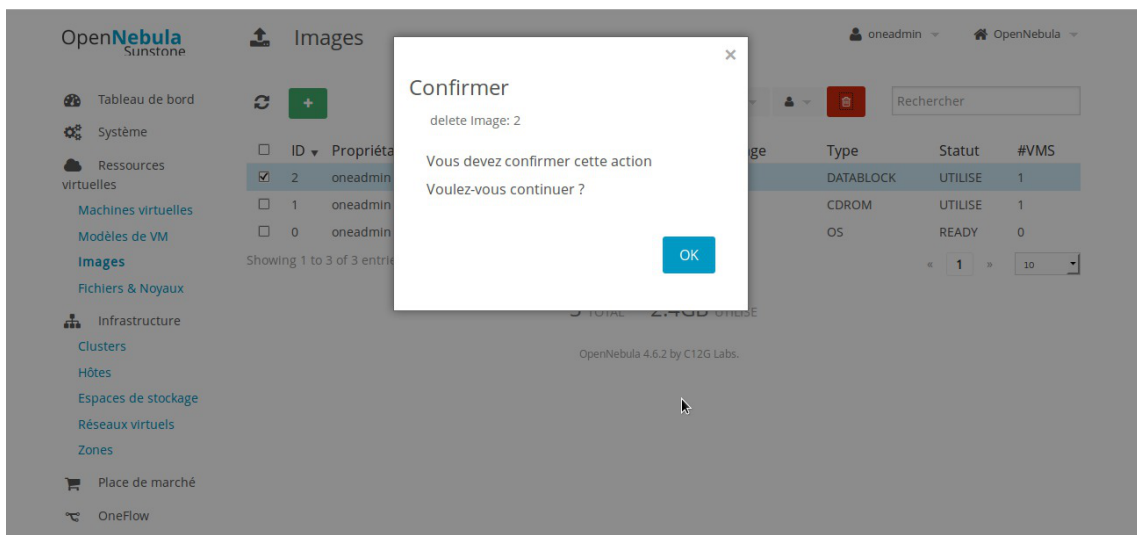 OpenNebula
Sunstone
Images
oneadmin
OpenNebula
×
Confirmer
delete Image: 2
Vous devez confirmer cette action
Voulez-vous continuer ?
OK
Tableau de bord
Système
Ressources
virtuelles
Machines virtuelles
Modèles de VM
Images
Fichiers & Noyaux
Infrastructure
Clusters
Hôtes
Espaces de stockage
Réseaux virtuels
Zones
Place de marché
OneFlow
+
Rechercher
ID Propriéta ge Type Statut #VMS
2 oneadmin DATABLOCK UTILISE 1
1 oneadmin CDROM UTILISE 1
0 oneadmin OS READY 0
Showing 1 to 3 of 3 entrie
« 1 » 10
TOTAL 2.4GB UTILISE
OpenNebula 4.6.2 by C12G Labs.